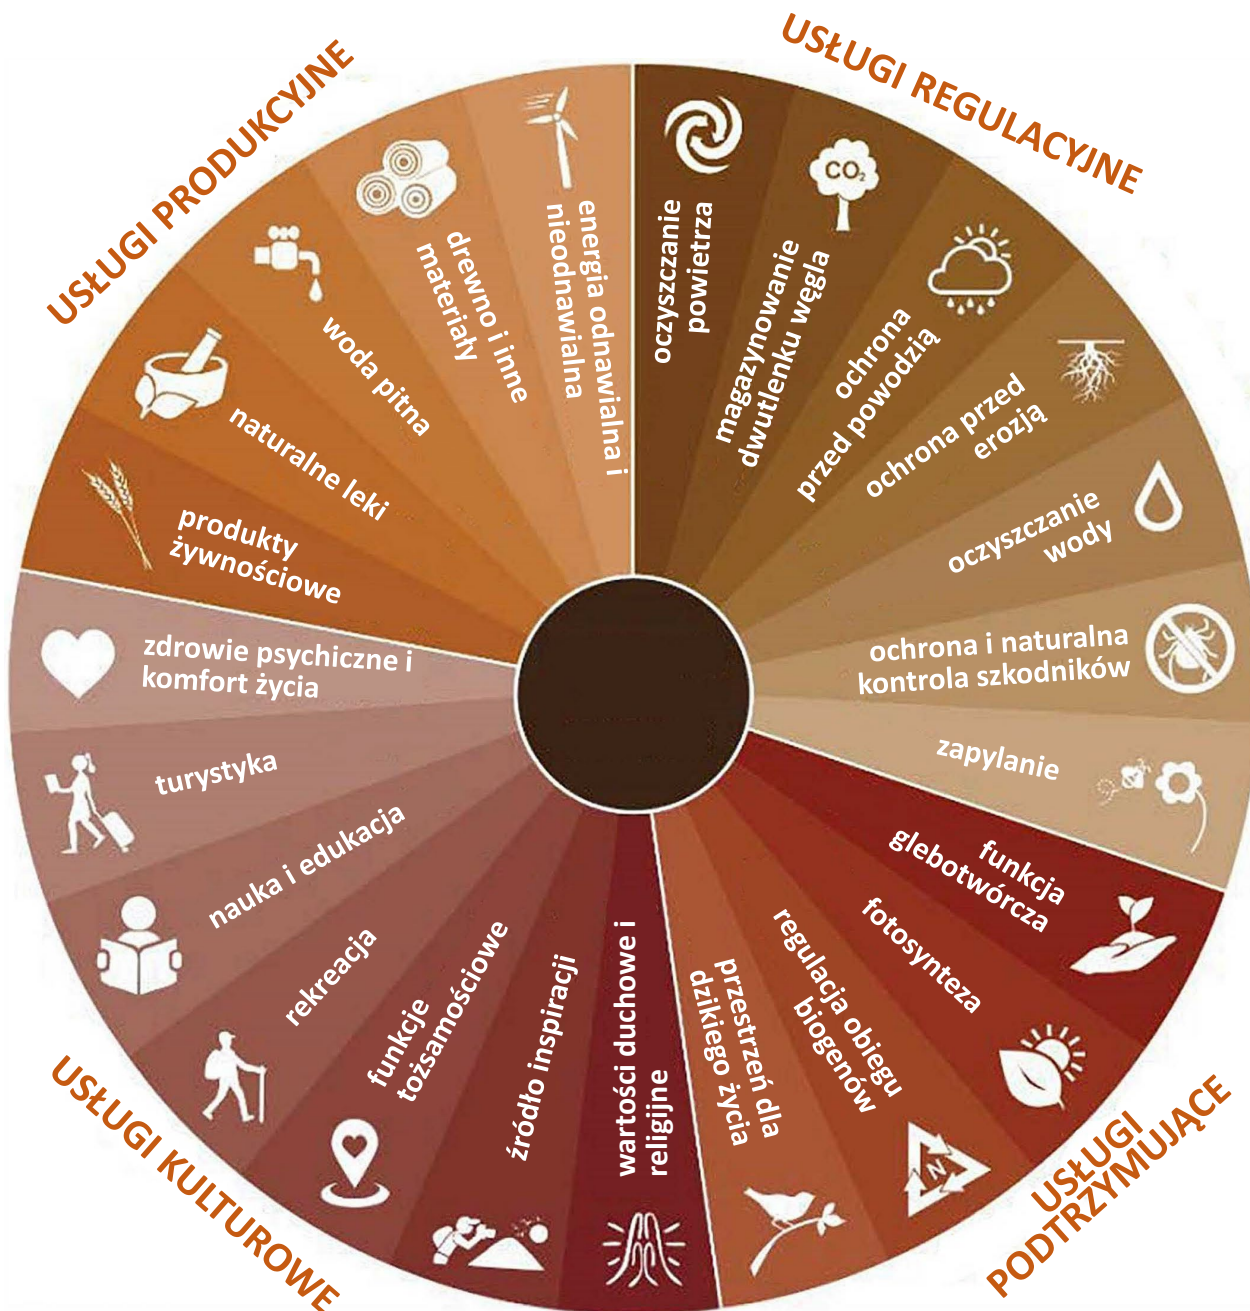 USŁUGI PRODUKCYJNE
USŁUGI REGULACYJNE
oczyszczanie
powietrza
CO₂
magazynowanie
dwutlenku węgla
ochrona
przed powodzią
ochrona przed
erozją
oczyszczanie
wody
ochrona i naturalna
kontrola szkodników
zapylanie
funkcja
glebotwórcza
fotosynteza
regulacja obiegu
biogenów
N
przestrzeń dla
dzikiego życia
USŁUGI
PODTRZYMUJĄCE
wartości duchowe i
religijne
źródło inspiracji
funkcje
tożsamościowe
rekreacja
nauka i edukacja
turystyka
zdrowie psychiczne i
komfort życia
USŁUGI KULTUROWE
produkty
żywnościowe
naturalne leki
woda pitna
drewno i inne
materiały
energia odnawialna i
nieodnawialna